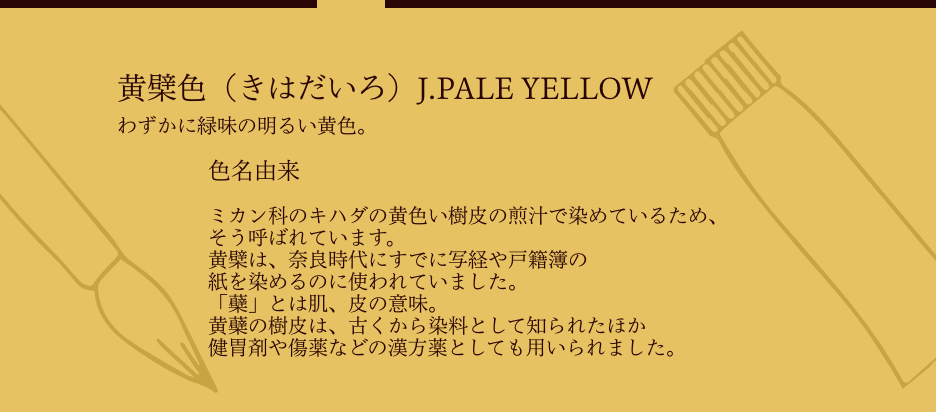 黄檗色（きはだいろ）J.PALE YELLOW
わずかに緑味の明るい黄色。
色名由来
ミカン科のキハダの黄色い樹皮の煎汁で染めているため、
そう呼ばれています。
黄檗は、奈良時代にすでに写経や戸籍簿の
紙を染めるのに使われていました。
「蘗」とは肌、皮の意味。
黄蘗の樹皮は、古くから染料として知られたほか
健胃剤や傷薬などの漢方薬としても用いられました。